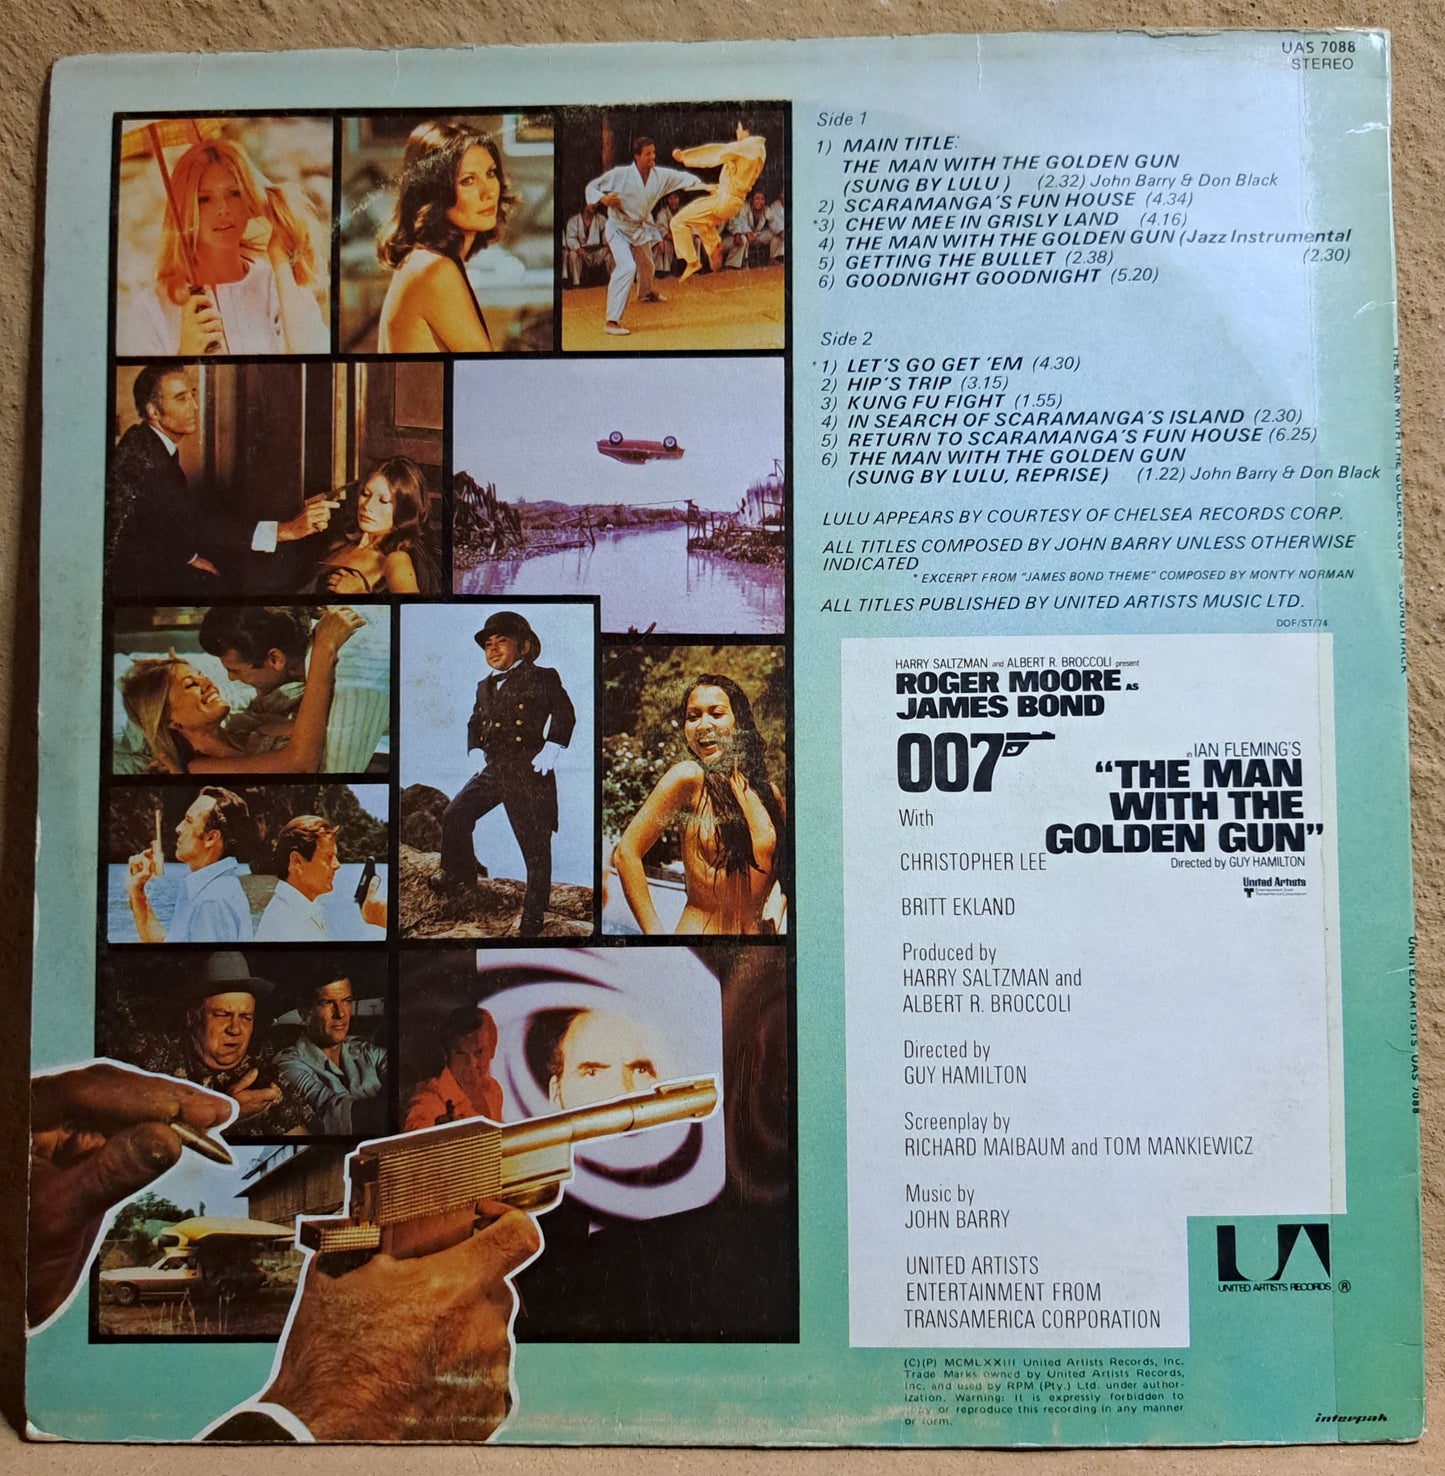 UAS 7088
STEREO
Side 1
1) MAIN TITLE:
THE MAN WITH THE GOLDEN GUN
(SUNG BY LULU) (2.32) John Barry & Don Black
2) SCARAMANGA'S FUN HOUSE (4.34)
*3) CHEW MEE IN GRISLY LAND (4.16)
4) THE MAN WITH THE GOLDEN GUN (Jazz Instrumental
(2.30)
5) GETTING THE BULLET (2.38)
6) GOODNIGHT GOODNIGHT (5.20)
Side 2
*1) LET'S GO GET 'EM (4.30)
2) HIP'S TRIP (3.15)
3) KUNG FU FIGHT (1.55)
4) IN SEARCH OF SCARAMANGA'S ISLAND (2.30)
5) RETURN TO SCARAMANGA'S FUN HOUSE (6.25)
6) THE MAN WITH THE GOLDEN GUN
(SUNG BY LULU, REPRISE) (1.22) John Barry & Don Black
LULU APPEARS BY COURTESY OF CHELSEA RECORDS CORP.
ALL TITLES COMPOSED BY JOHN BARRY UNLESS OTHERWISE
INDICATED
* EXCERPT FROM "JAMES BOND THEME" COMPOSED BY MONTY NORMAN
ALL TITLES PUBLISHED BY UNITED ARTISTS MUSIC LTD.
DOF/ST/74
HARRY SALTZMAN and ALBERT R. BROCCOLI present
ROGER MOORE AS
JAMES BOND
007
in IAN FLEMING'S
"THE MAN
WITH THE
GOLDEN GUN"
Directed by GUY HAMILTON
United Artists
T Entertainment from
Transamerica Corporation
With
CHRISTOPHER LEE
BRITT EKLAND
Produced by
HARRY SALTZMAN and
ALBERT R. BROCCOLI
Directed by
GUY HAMILTON
Screenplay by
RICHARD MAIBAUM and TOM MANKIEWICZ
Music by
JOHN BARRY
UNITED ARTISTS
ENTERTAINMENT FROM
TRANSAMERICA CORPORATION
UA
UNITED ARTISTS RECORDS ®
(C)(P) MCMLXXIII United Artists Records, Inc.
Trade Marks owned by United Artists Records,
Inc. and used by RPM (Pty.) Ltd. under author-
ization. Warning: It is expressly forbidden to
copy or reproduce this recording in any manner
or form.
interpak
THE MAN WITH THE GOLDEN GUN - SOUNDTRACK
UNITED ARTISTS UAS 7088